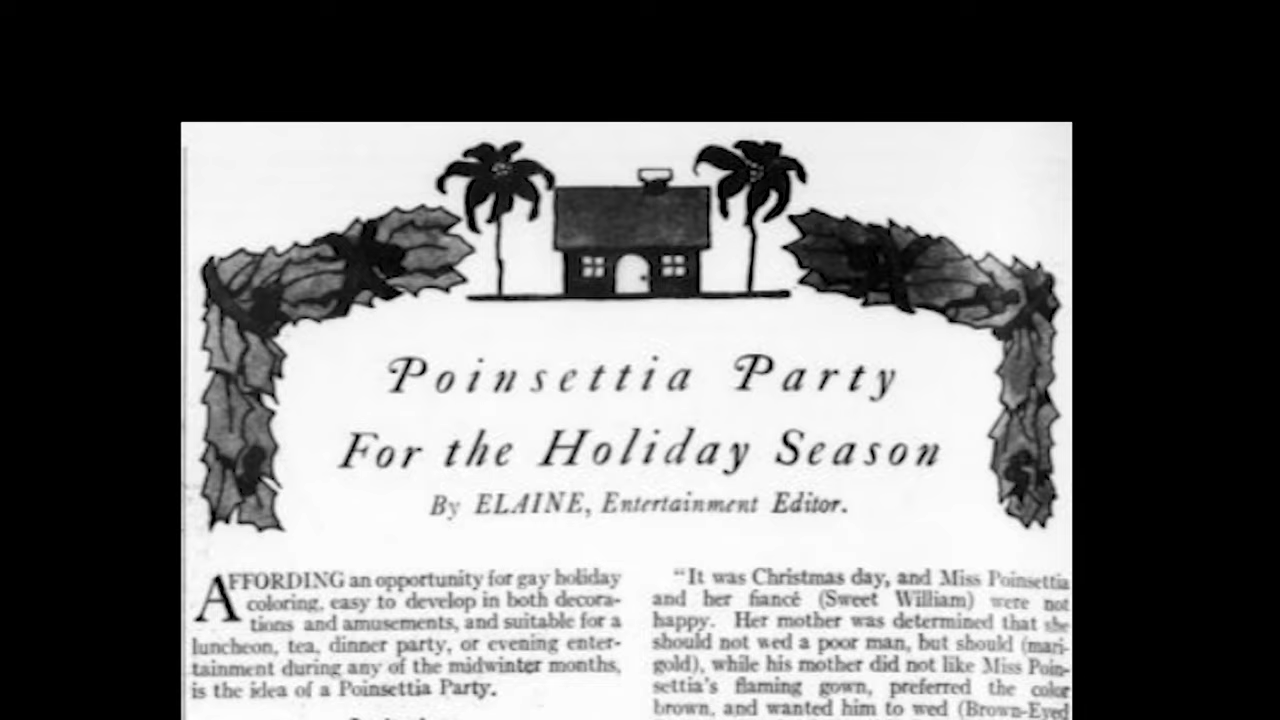 Poinsettia Party
For the Holiday Season
By ELAINE, Entertainment Editor.
AFFORDING an opportunity for gay holiday
coloring, easy to develop in both decora-
tions and amusements, and suitable for a
luncheon, tea, dinner party, or evening enter-
tainment during any of the midwinter months,
is the idea of a Poinsettia Party.
"It was Christmas day, and Miss Poinsettia
and her fiancé (Sweet William) were not
happy. Her mother was determined that she
should not wed a poor man, but should (mari-
gold), while his mother did not like Miss Poin-
settia's flaming gown, preferred the color
brown, and wanted him to wed (Brown-Eyed